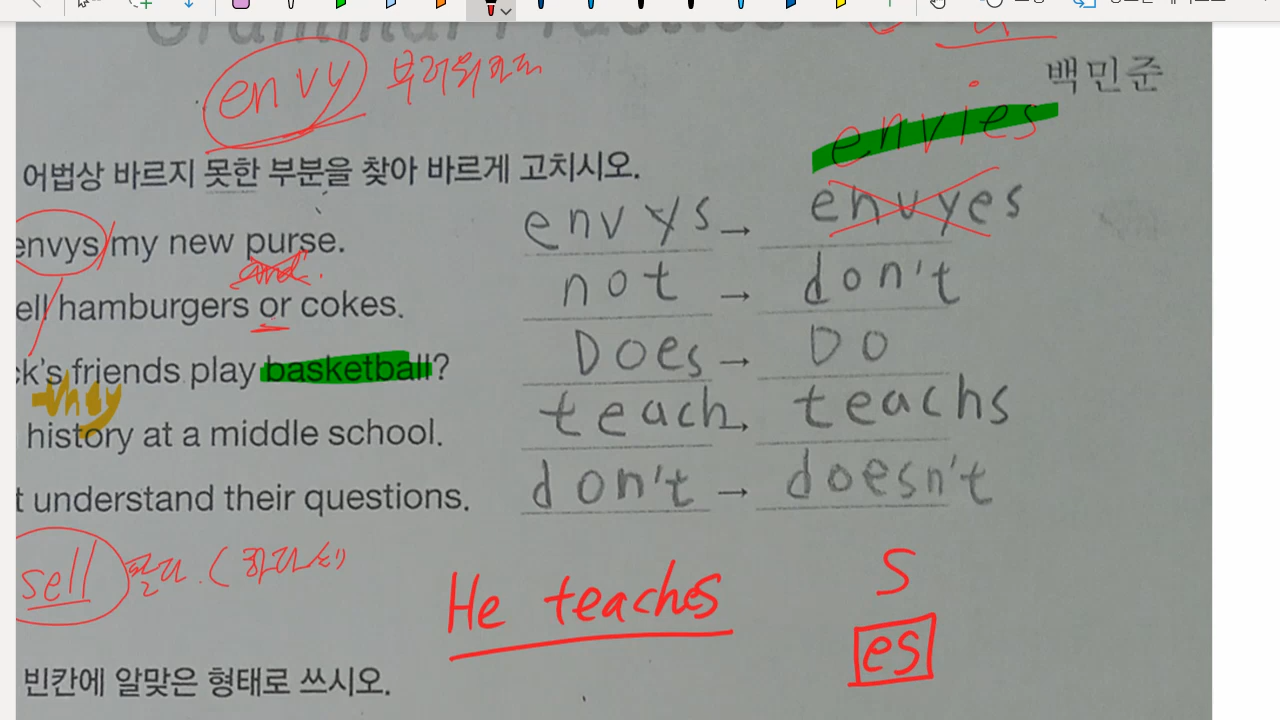 Grammar Practice
envy 부러워하다
백민준
envies
어법상 바르지 못한 부분을 찾아 바르게 고치시오.
envys my new purse. envys → envyes
and
ell hamburgers or cokes. not → don't
ck's friends play basketball? Does → Do
they
history at a middle school. teach → teachs
t understand their questions. don't → doesn't
sell 팔다.
He teaches
s
es
빈칸에 알맞은 형태로 쓰시오.